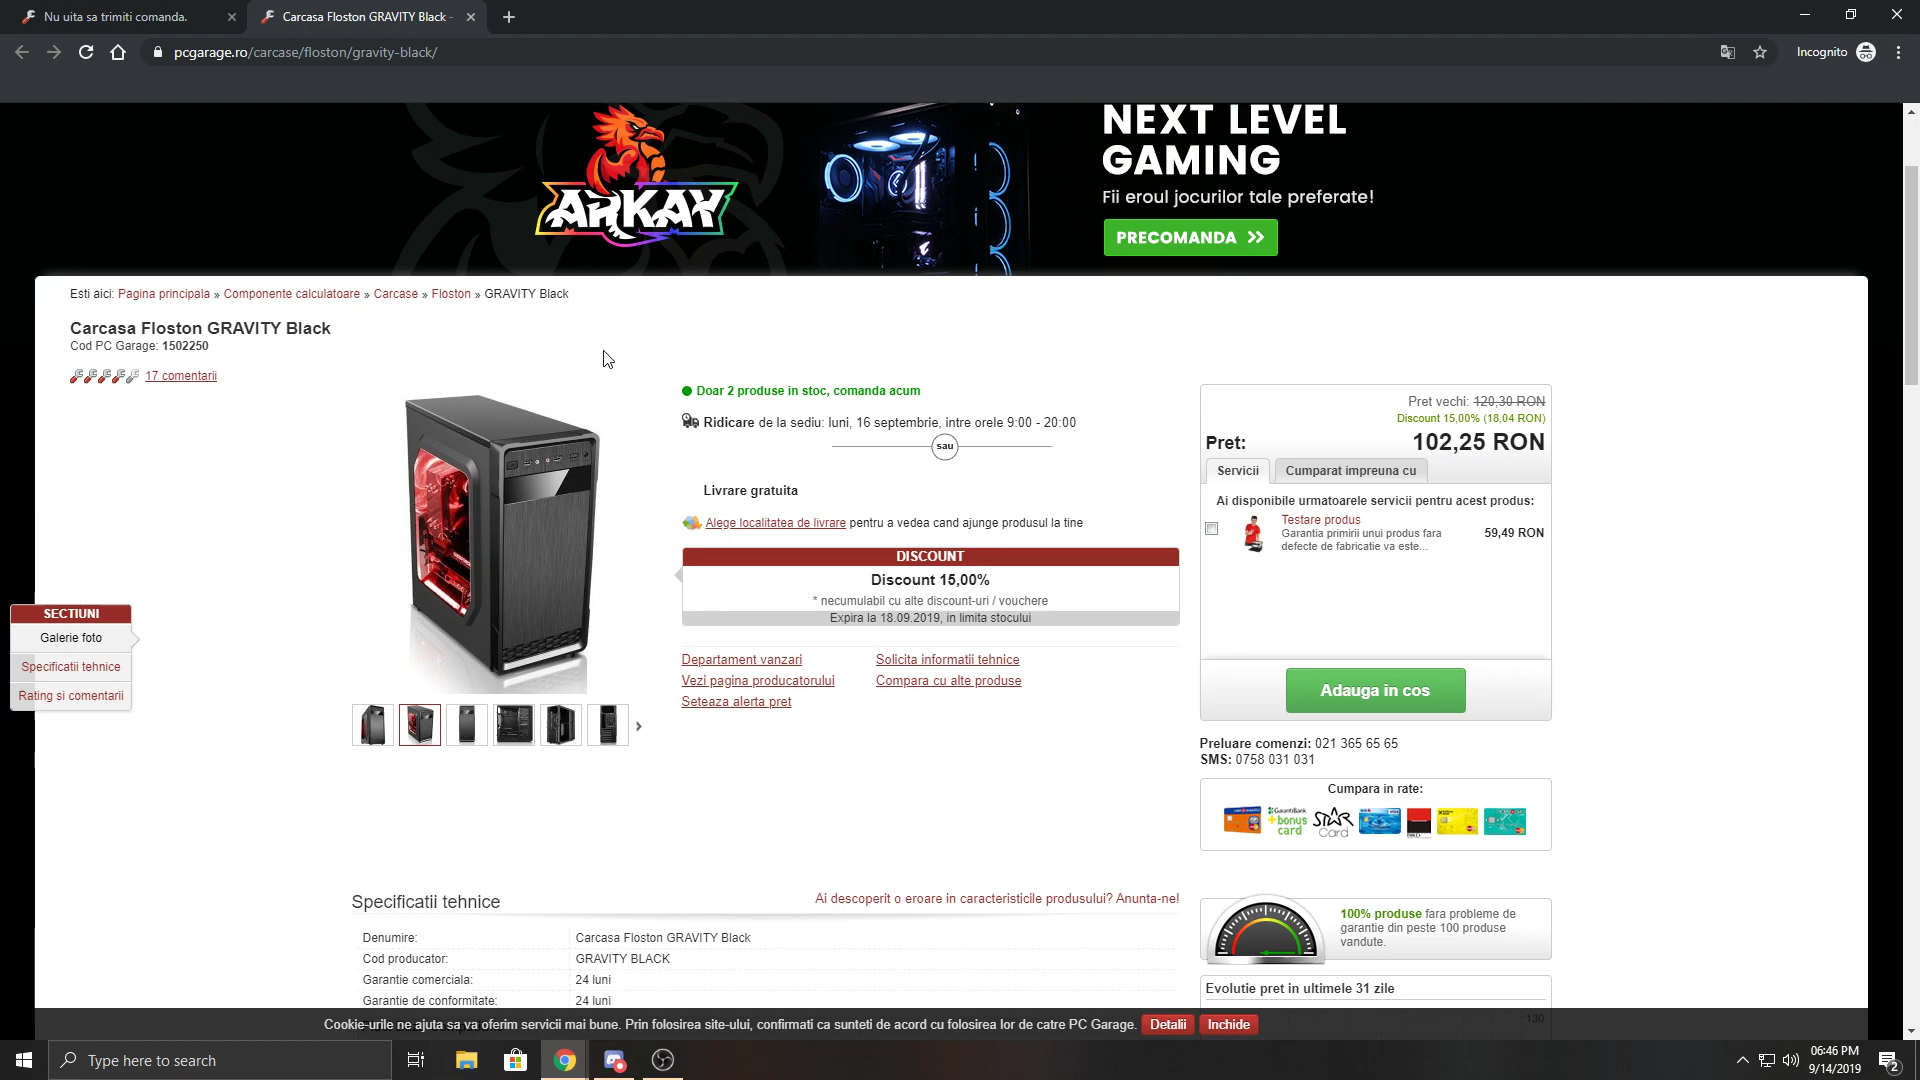 Nu uita sa trimiti comanda.
Carcasa Floston GRAVITY Black -
pcgarage.ro/carcase/floston/gravity-black/
Incognito
ARKAY
NEXT LEVEL
GAMING
Fii eroul jocurilor tale preferate!
PRECOMANDA
Esti aici: Pagina principala » Componente calculatoare » Carcase » Floston » GRAVITY Black
Carcasa Floston GRAVITY Black
Cod PC Garage: 1502250
17 comentarii
Doar 2 produse in stoc, comanda acum
Ridicare de la sediu: luni, 16 septembrie, intre orele 9:00 - 20:00
sau
Livrare gratuita
Alege localitatea de livrare pentru a vedea cand ajunge produsul la tine
DISCOUNT
Discount 15,00%
* necumulabil cu alte discount-uri / vouchere
Expira la 18.09.2019, in limita stocului
Departament vanzari
Solicita informatii tehnice
Vezi pagina producatorului
Compara cu alte produse
Seteaza alerta pret
Pret vechi: 120,30 RON
Discount 15,00% (18,04 RON)
Pret: 102,25 RON
Servicii
Cumparat impreuna cu
Ai disponibile urmatoarele servicii pentru acest produs:
Testare produs
Garantia primirii unui produs fara
defecte de fabricatie va este...
59,49 RON
Adauga in cos
Preluare comenzi: 021 365 65 65
SMS: 0758 031 031
Cumpara in rate:
GarantiBank
+bonus
card
STAR
Card
SECTIUNI
Galerie foto
Specificatii tehnice
Rating si comentarii
Specificatii tehnice
Ai descoperit o eroare in caracteristicile produsului? Anunta-ne!
Denumire: Carcasa Floston GRAVITY Black
Cod producator: GRAVITY BLACK
Garantie comerciala: 24 luni
Garantie de conformitate: 24 luni
100% produse fara probleme de
garantie din peste 100 produse
vandute.
Evolutie pret in ultimele 31 zile
130
Cookie-urile ne ajuta sa va oferim servicii mai bune. Prin folosirea site-ului, confirmati ca sunteti de acord cu folosirea lor de catre PC Garage.
Detalii
Inchide
Type here to search
06:46 PM
9/14/2019
2